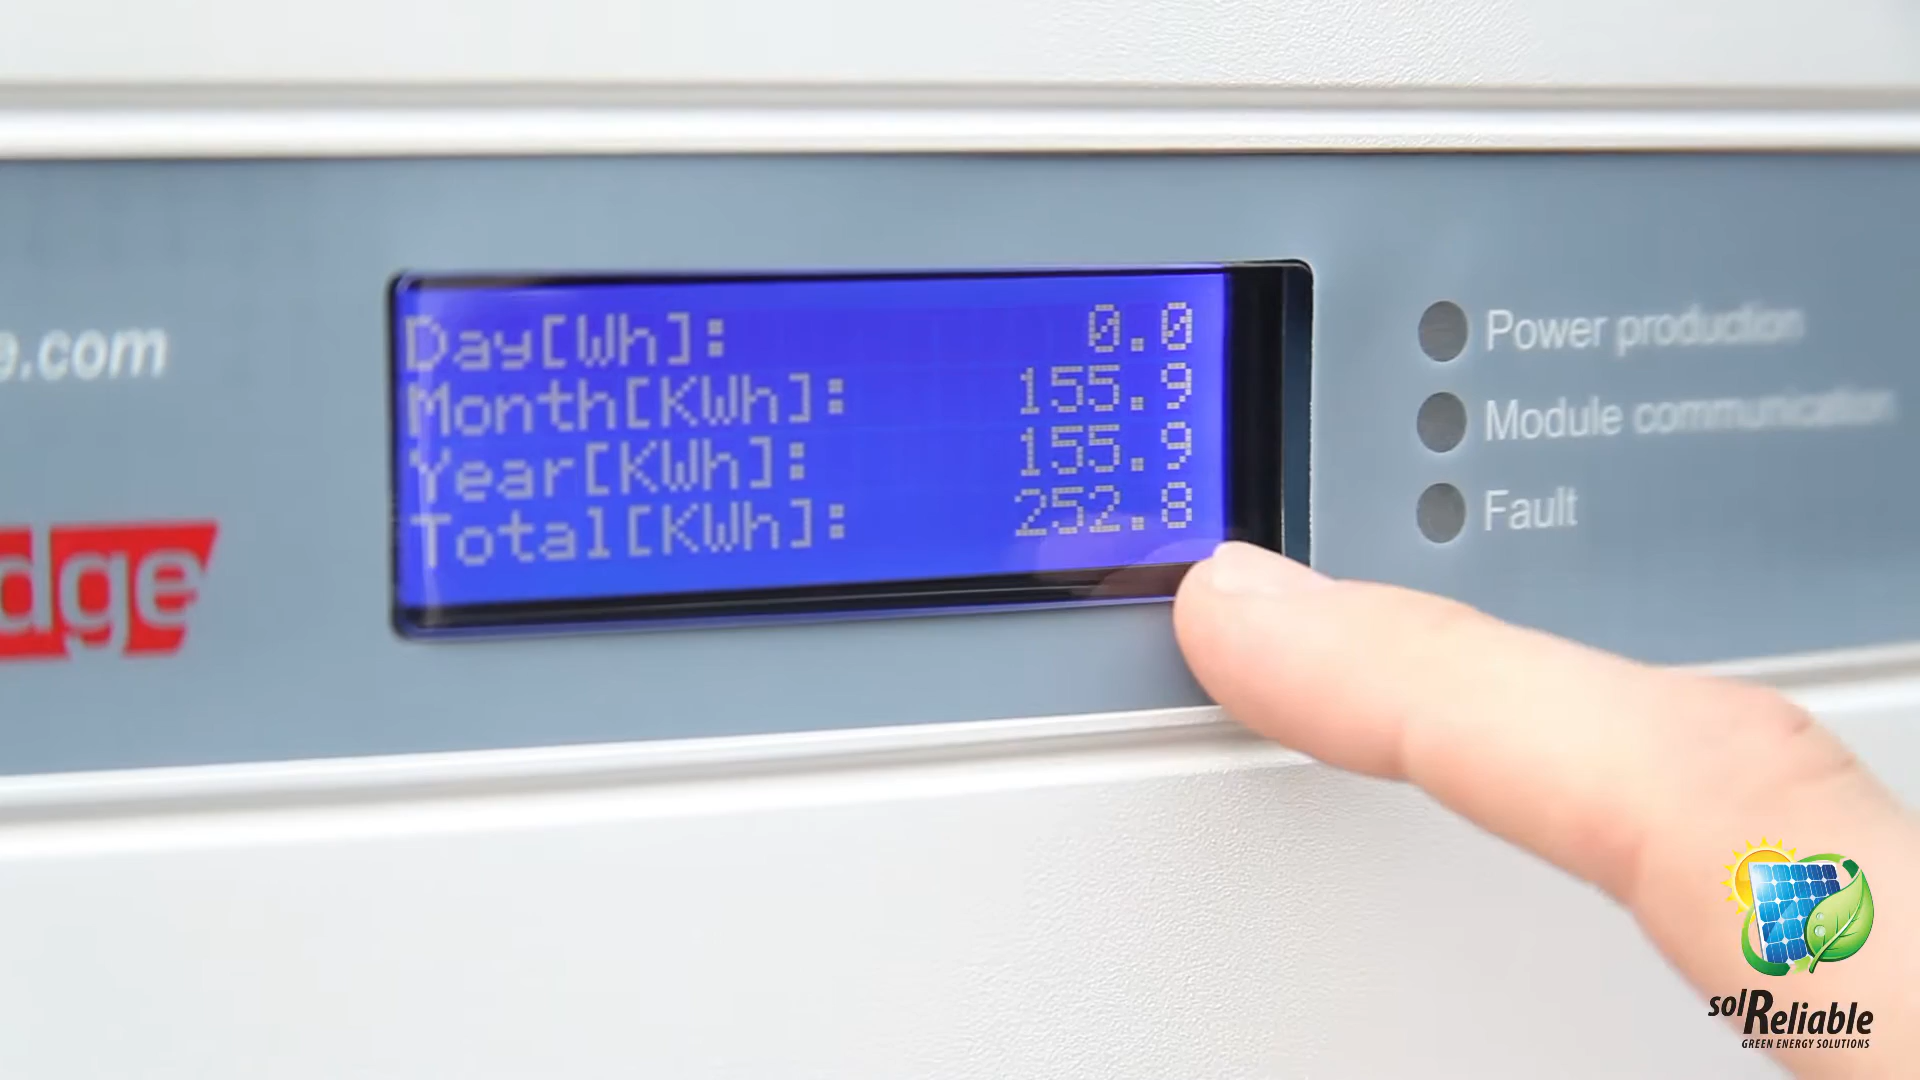 e.com
dge
Day[Wh]: 0.0
Month[KWh]: 155.9
Year[KWh]: 155.9
Total[KWh]: 252.8
Power production
Module communication
Fault
solReliable
GREEN ENERGY SOLUTIONS